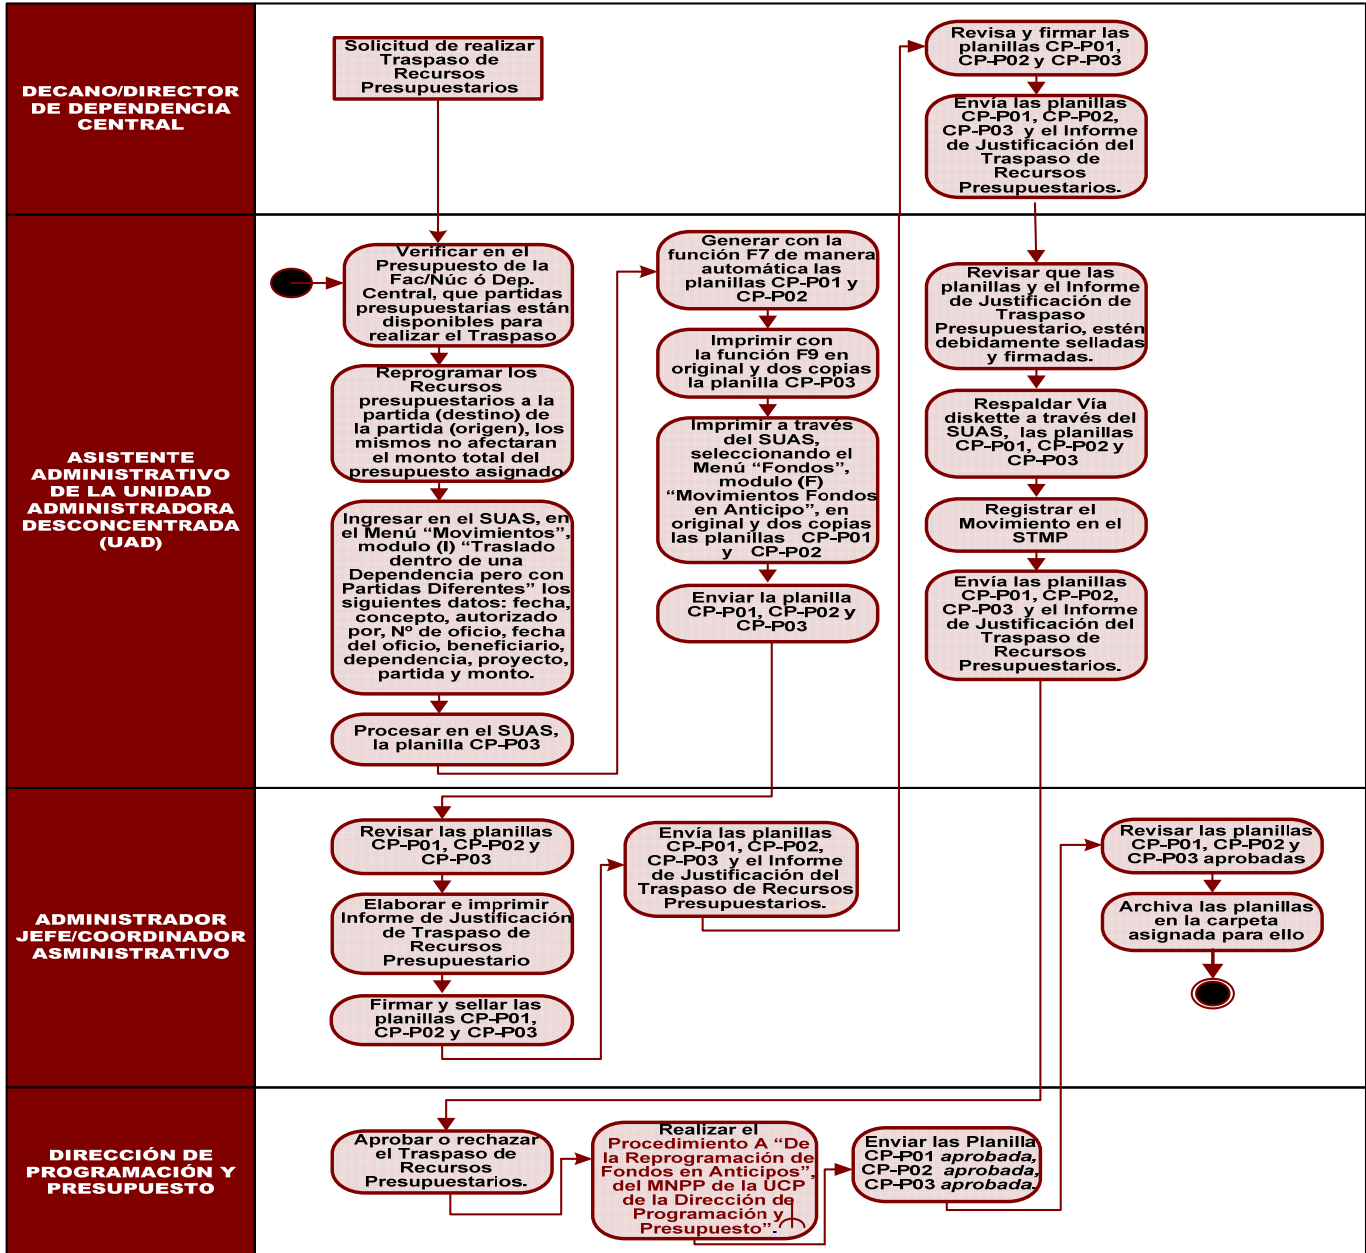 DECANO/DIRECTOR
DE DEPENDENCIA
CENTRAL
Solicitud de realizar
Traspaso de
Recursos
Presupuestarios
Revisa y firmar las
planillas CP-P01,
CP-P02 y CP-P03
Envía las planillas
CP-P01, CP-P02,
CP-P03 y el Informe
de Justificación del
Traspaso de
Recursos
Presupuestarios.
ASISTENTE
ADMINISTRATIVO
DE LA UNIDAD
ADMINISTRADORA
DESCONCENTRADA
(UAD)
Verificar en el
Presupuesto de la
Fac/Núc ó Dep.
Central, que partidas
presupuestarias están
disponibles para
realizar el Traspaso
Reprogramar los
Recursos
presupuestarios a la
partida (destino) de
la partida (origen), los
mismos no afectaran
el monto total del
presupuesto asignado
Ingresar en el SUAS, en
el Menú “Movimientos”,
modulo (I) “Traslado
dentro de una
Dependencia pero con
Partidas Diferentes” los
siguientes datos: fecha,
concepto, autorizado
por, Nº de oficio, fecha
del oficio, beneficiario,
dependencia, proyecto,
partida y monto.
Procesar en el SUAS,
la planilla CP-P03
Generar con la
función F7 de manera
automática las
planillas CP-P01 y
CP-P02
Imprimir con
la función F9 en
original y dos copias
la planilla CP-P03
Imprimir a través
del SUAS,
seleccionando el
Menú “Fondos”,
modulo (F)
“Movimientos Fondos
en Anticipo”, en
original y dos copias
las planillas CP-P01
y CP-P02
Enviar la planilla
CP-P01, CP-P02 y
CP-P03
Revisar que las
planillas y el Informe
de Justificación de
Traspaso
Presupuestario, estén
debidamente selladas
y firmadas.
Respaldar Vía
diskette a través del
SUAS, las planillas
CP-P01, CP-P02 y
CP-P03
Registrar el
Movimiento en el
STMP
Envía las planillas
CP-P01, CP-P02,
CP-P03 y el Informe
de Justificación del
Traspaso de
Recursos
Presupuestarios.
ADMINISTRADOR
JEFE/COORDINADOR
ASMINISTRATIVO
Revisar las planillas
CP-P01, CP-P02 y
CP-P03
Elaborar e imprimir
Informe de Justificación
de Traspaso de
Recursos
Presupuestario
Firmar y sellar las
planillas CP-P01,
CP-P02 y CP-P03
Envía las planillas
CP-P01, CP-P02,
CP-P03 y el Informe
de Justificación del
Traspaso de Recursos
Presupuestarios.
Revisar las planillas
CP-P01, CP-P02 y
CP-P03 aprobadas
Archiva las planillas
en la carpeta
asignada para ello
DIRECCIÓN DE
PROGRAMACIÓN Y
PRESUPUESTO
Aprobar o rechazar
el Traspaso de
Recursos
Presupuestarios.
Realizar el
Procedimiento A “De
la Reprogramación de
Fondos en Anticipos”,
del MNPP de la UCP
de la Dirección de
Programación y
Presupuesto”.
Enviar las Planilla
CP-P01 aprobada,
CP-P02 aprobada,
CP-P03 aprobada.